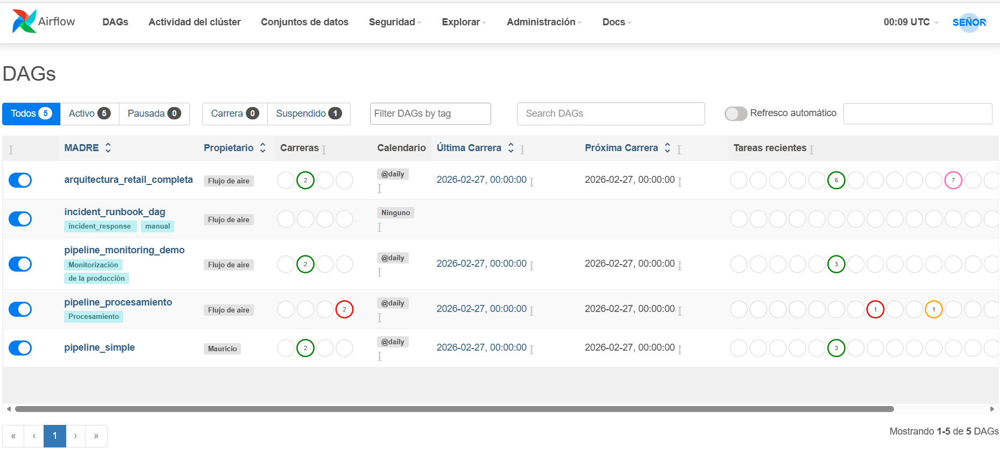 Airflow DAGs Actividad del clúster Conjuntos de datos Seguridad Explorar Administración Docs 00:09 UTC SEÑOR
DAGs
Todos 5 Activo 5 Pausada 0 Carrera 0 Suspendido 1 Filter DAGs by tag Search DAGs Refresco automático
MADRE Propietario Carreras Calendario Última Carrera Próxima Carrera Tareas recientes
arquitectura_retail_completa Flujo de aire 2 @daily 2026-02-27, 00:00:00 2026-02-27, 00:00:00 6 7
incident_runbook_dag Flujo de aire Ninguno
incident_response manual
pipeline_monitoring_demo Flujo de aire 2 @daily 2026-02-27, 00:00:00 2026-02-27, 00:00:00 3
Monitorización
de la producción
pipeline_procesamiento Flujo de aire 2 @daily 2026-02-27, 00:00:00 2026-02-27, 00:00:00 1 1
Procesamiento
pipeline_simple Mauricio 2 @daily 2026-02-27, 00:00:00 2026-02-27, 00:00:00 3
« ‹ 1 › » Mostrando 1-5 de 5 DAGs